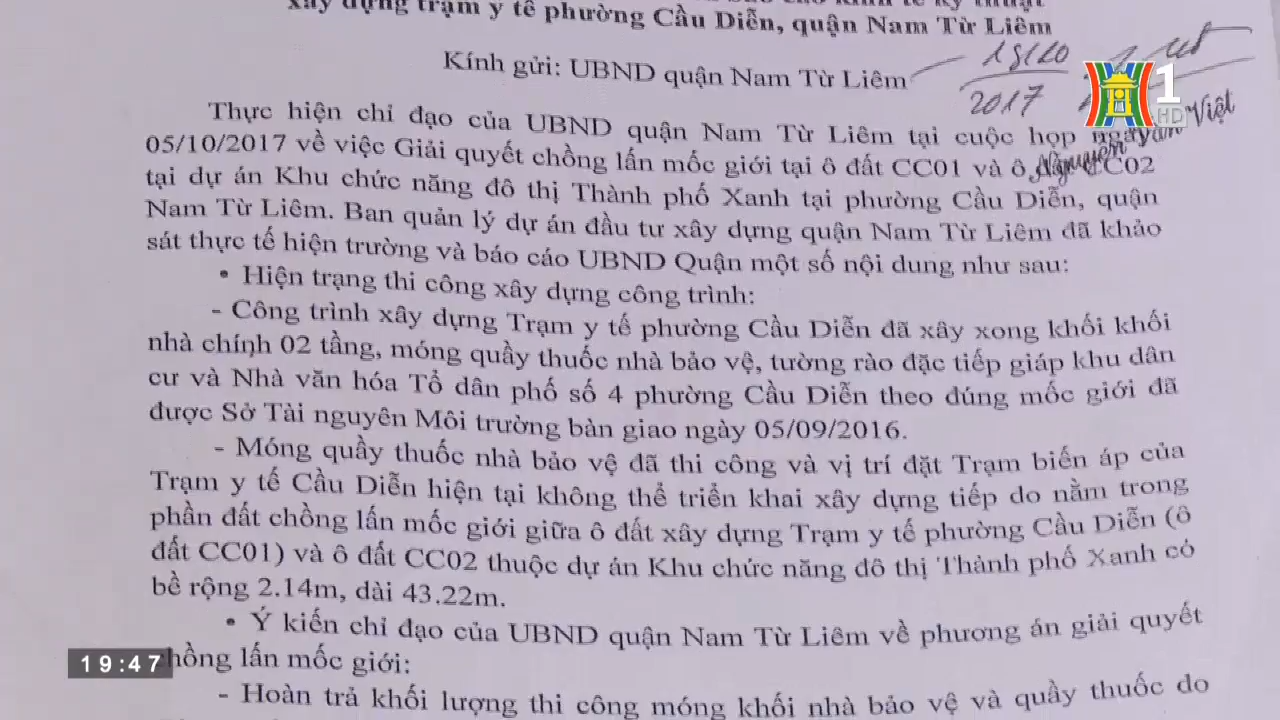 xây dựng trạm y tế phường Cầu Diễn, quận Nam Từ Liêm
Kính gửi: UBND quận Nam Từ Liêm
18/20
2017
1
HD
Văn Việt
Nguyễn
Thực hiện chỉ đạo của UBND quận Nam Từ Liêm tại cuộc họp ngày
05/10/2017 về việc Giải quyết chồng lấn mốc giới tại ô đất CC01 và ô CC02
tại dự án Khu chức năng đô thị Thành phố Xanh tại phường Cầu Diễn, quận
Nam Từ Liêm. Ban quản lý dự án đầu tư xây dựng quận Nam Từ Liêm đã khảo
sát thực tế hiện trường và báo cáo UBND Quận một số nội dung như sau:
• Hiện trạng thi công xây dựng công trình:
- Công trình xây dựng Trạm y tế phường Cầu Diễn đã xây xong khối khối
nhà chính 02 tầng, móng quầy thuốc nhà bảo vệ, tường rào đặc tiếp giáp khu dân
cư và Nhà văn hóa Tổ dân phố số 4 phường Cầu Diễn theo đúng mốc giới đã
được Sở Tài nguyên Môi trường bàn giao ngày 05/09/2016.
- Móng quầy thuốc nhà bảo vệ đã thi công và vị trí đặt Trạm biến áp của
Trạm y tế Cầu Diễn hiện tại không thể triển khai xây dựng tiếp do nằm trong
phần đất chồng lấn mốc giới giữa ô đất xây dựng Trạm y tế phường Cầu Diễn (ô
đất CC01) và ô đất CC02 thuộc dự án Khu chức năng đô thị Thành phố Xanh có
bề rộng 2.14m, dài 43.22m.
• Ý kiến chỉ đạo của UBND quận Nam Từ Liêm về phương án giải quyết
chồng lấn mốc giới:
19:47
- Hoàn trả khối lượng thi công móng khối nhà bảo vệ và quầy thuốc do